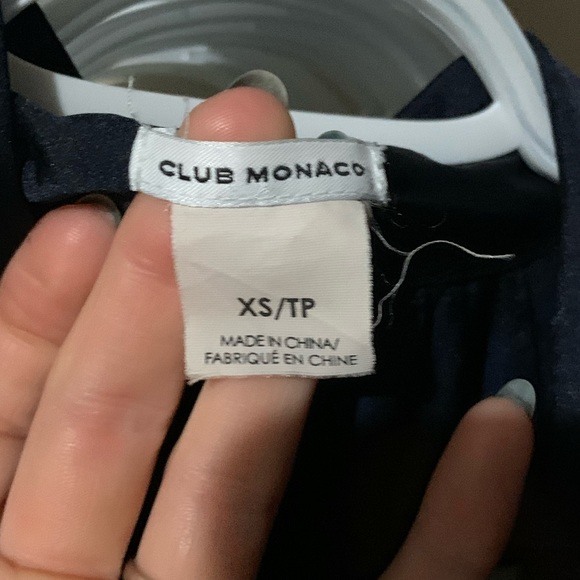 CLUB MONACO
XS/TP
MADE IN CHINA/
FABRIQUÉ EN CHINE